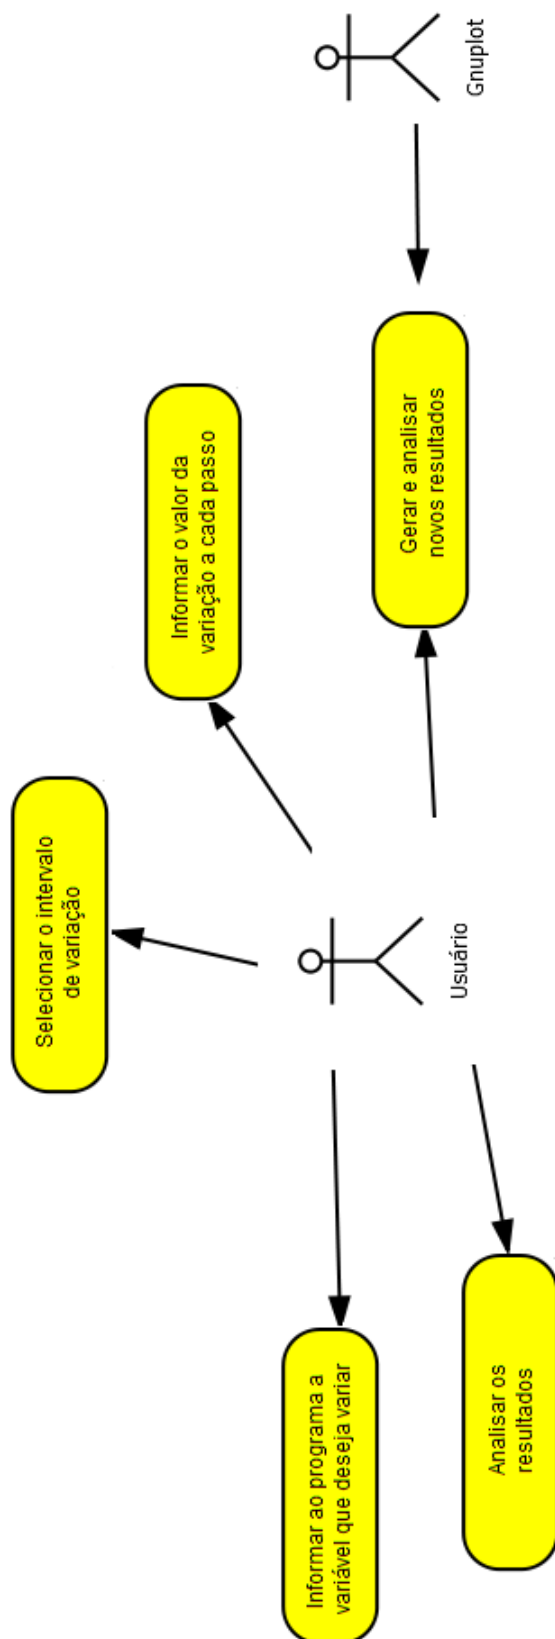 Selecionar o intervalo
de variação
Informar o valor da
variação a cada passo
Informar ao programa a
variável que deseja variar
Usuário
Gerar e analisar
novos resultados
Gnuplot
Analisar os
resultados